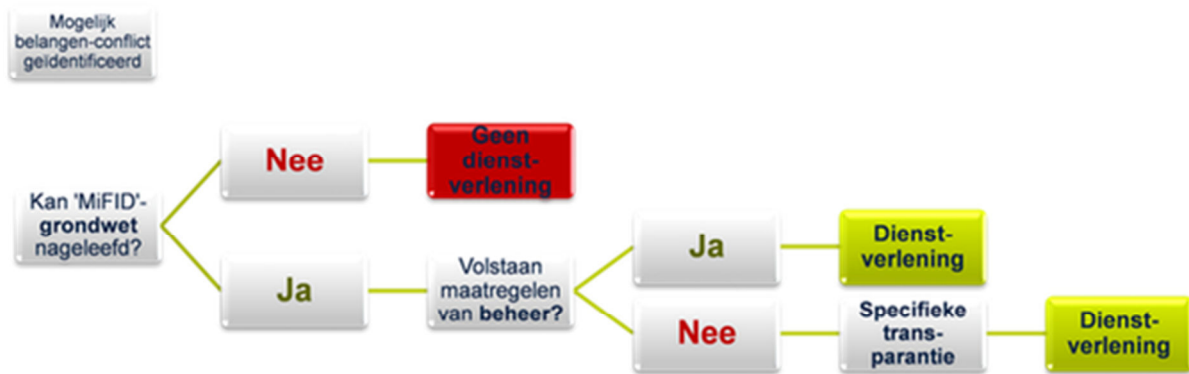 Mogelijk
belangen-conflict
geïdentificeerd
Nee
Geen
dienst-
verlening
Kan 'MiFID'-
grondwet
nageleefd?
Ja
Volstaan
maatregelen
van beheer?
Ja
Dienst-
verlening
Nee
Specifieke
trans-
parantie
Dienst-
verlening